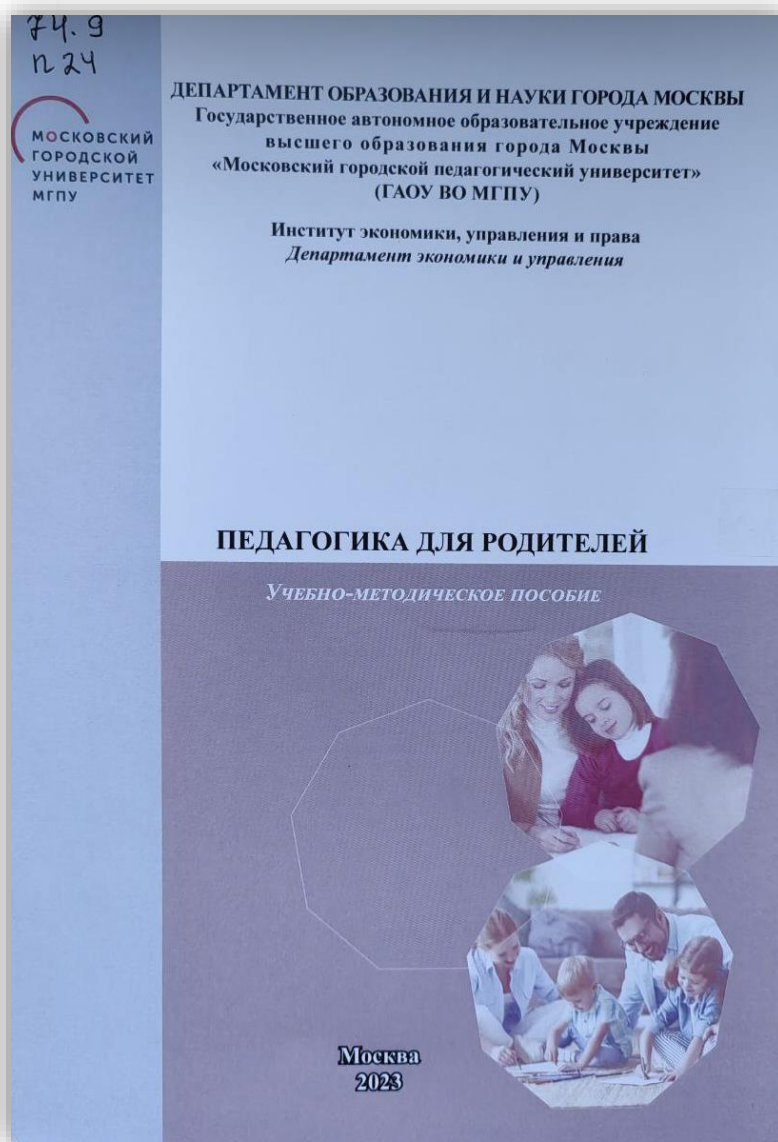 74.9
П 24
МОСКОВСКИЙ
ГОРОДСКОЙ
УНИВЕРСИТЕТ
МГПУ
ДЕПАРТАМЕНТ ОБРАЗОВАНИЯ И НАУКИ ГОРОДА МОСКВЫ
Государственное автономное образовательное учреждение
высшего образования города Москвы
«Московский городской педагогический университет»
(ГАОУ ВО МГПУ)
Институт экономики, управления и права
Департамент экономики и управления
ПЕДАГОГИКА ДЛЯ РОДИТЕЛЕЙ
УЧЕБНО-МЕТОДИЧЕСКОЕ ПОСОБИЕ
Москва
2023